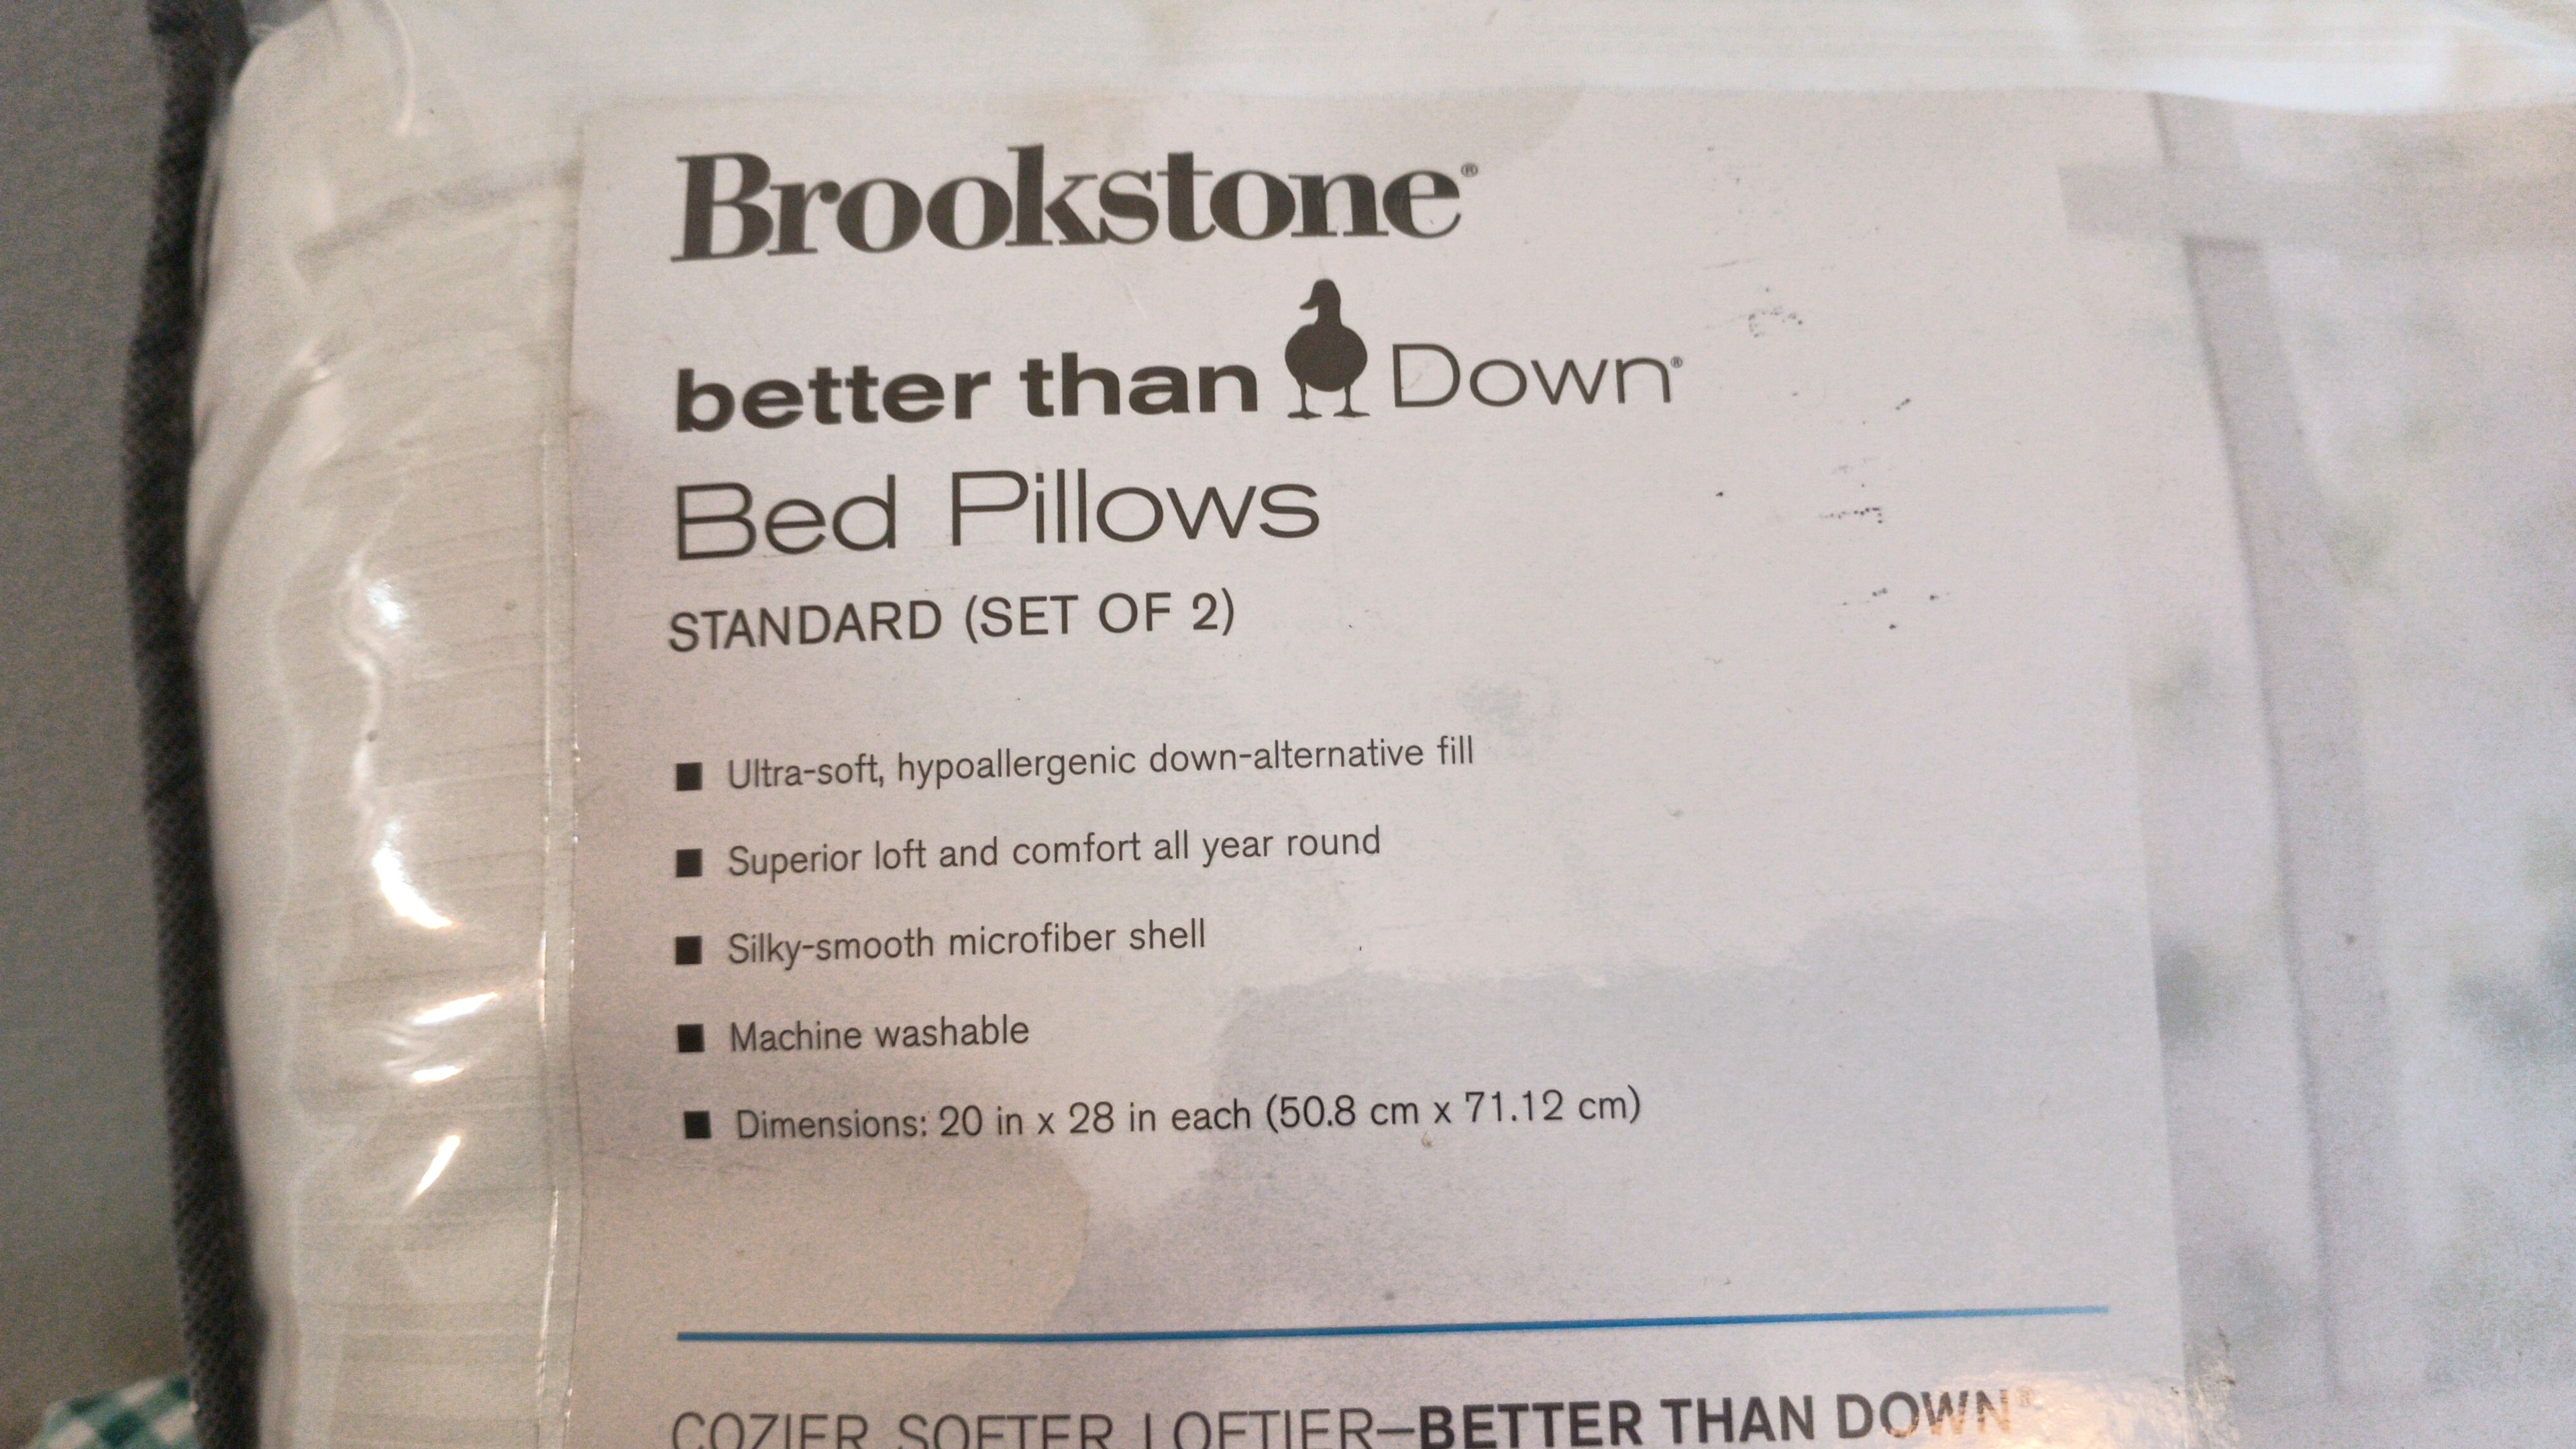 Brookstone®
better than Down®
Bed Pillows
STANDARD (SET OF 2)
■ Ultra-soft, hypoallergenic down-alternative fill
■ Superior loft and comfort all year round
■ Silky-smooth microfiber shell
■ Machine washable
■ Dimensions: 20 in x 28 in each (50.8 cm x 71.12 cm)
COZIER SOFTER LOFTIER—BETTER THAN DOWN®